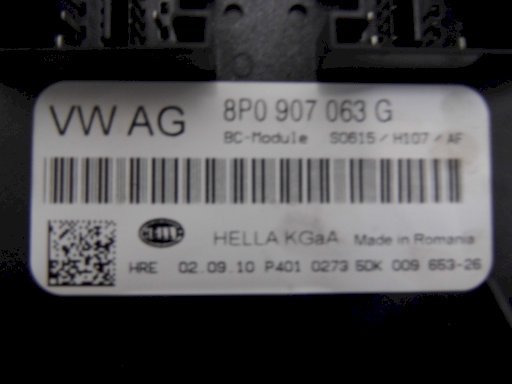 VW AG 8P0 907 063 G
BC-Module S0615 / H107 / AF
HELLA KGaA Made in Romania
HRE 02.09.10 P401 0273 5DK 009 653-26